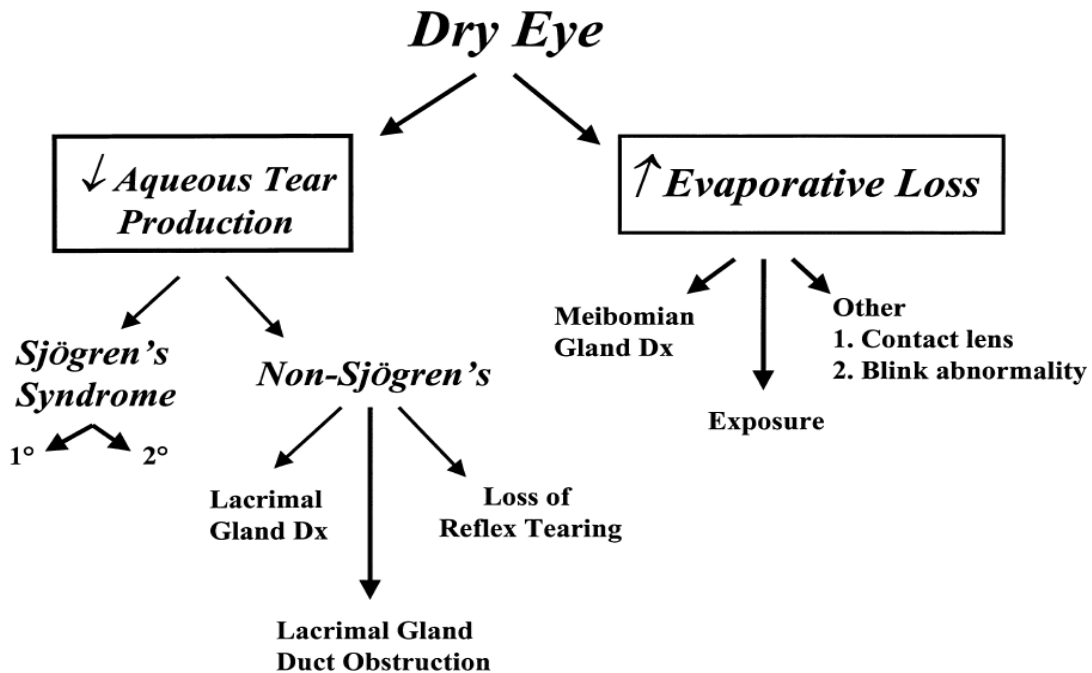 Dry Eye
↓ Aqueous Tear
Production
↑ Evaporative Loss
Sjögren's
Syndrome
1°
2°
Non-Sjögren's
Lacrimal
Gland Dx
Loss of
Reflex Tearing
Lacrimal Gland
Duct Obstruction
Meibomian
Gland Dx
Exposure
Other
1. Contact lens
2. Blink abnormality